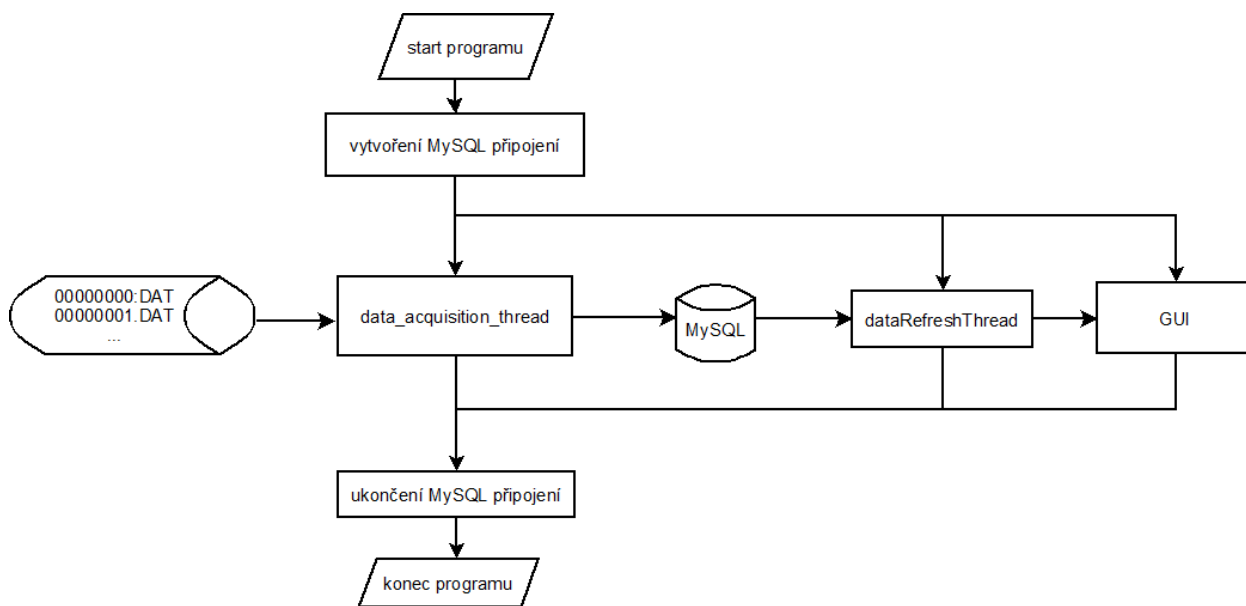 start programu
vytvoření MySQL připojení
00000000:DAT
00000001.DAT
...
data_acquisition_thread
MySQL
dataRefreshThread
GUI
ukončení MySQL připojení
konec programu